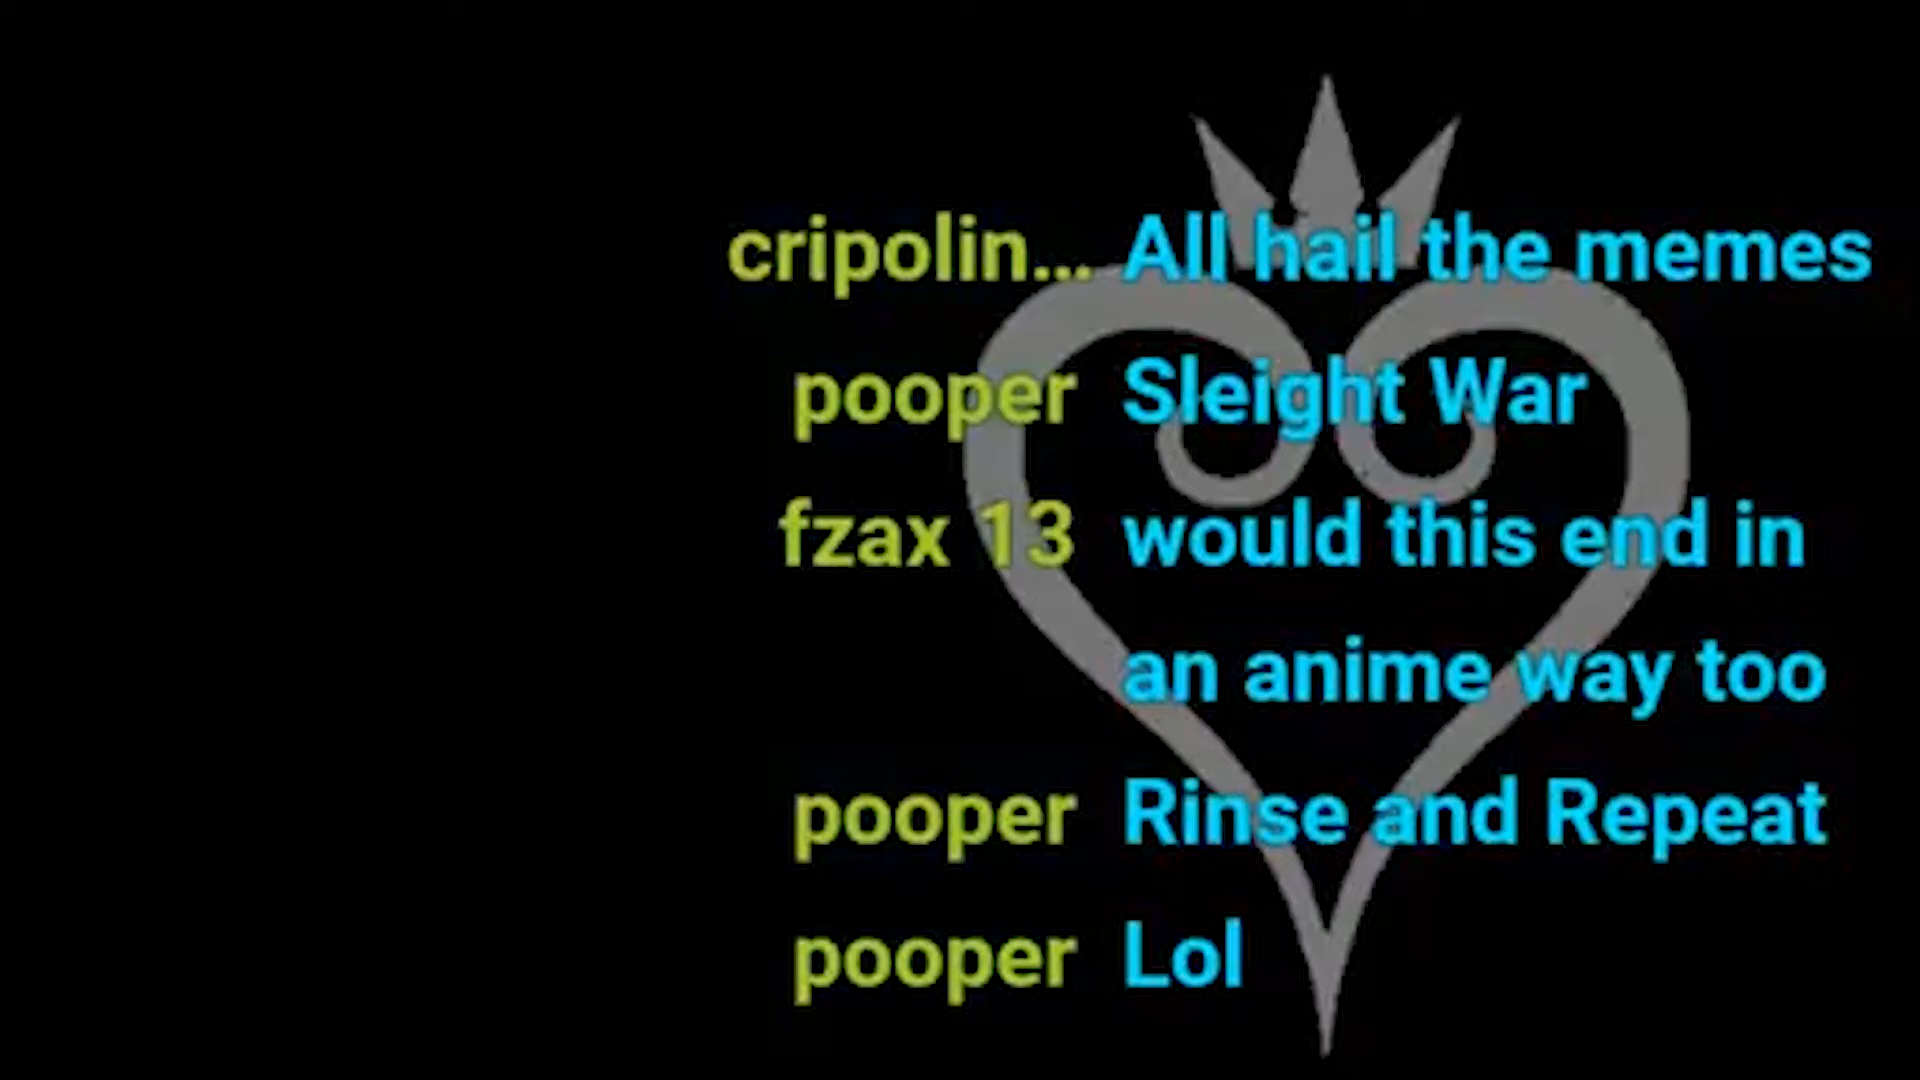 cripolin... All hail the memes
pooper Sleight War
fzax 13 would this end in
an anime way too
pooper Rinse and Repeat
pooper Lol